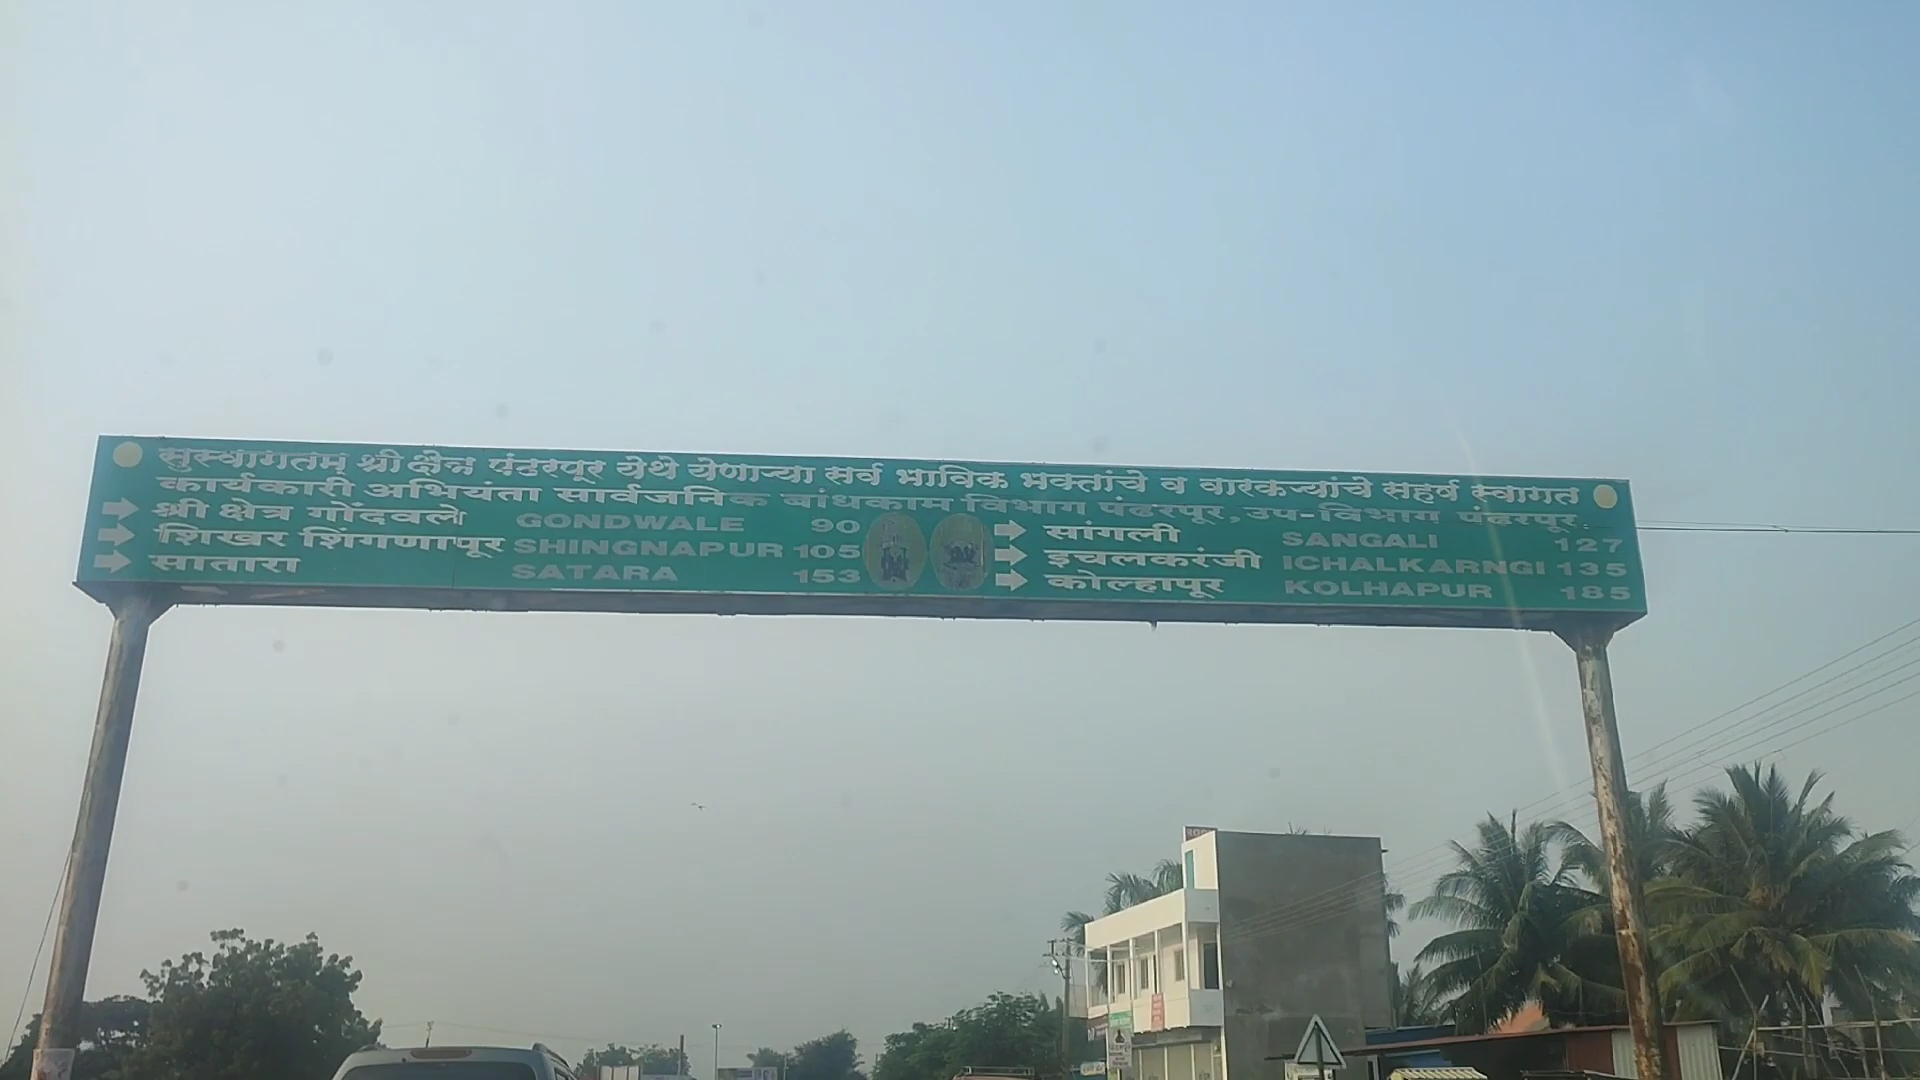 सुस्वागतम् श्री क्षेत्र पंढरपूर येथे येणाऱ्या सर्व भाविक भक्तांचे व वारकऱ्यांचे सहर्ष स्वागत
कार्यकारी अभियंता सार्वजनिक बांधकाम विभाग पंढरपूर, उप-विभाग पंढरपूर
श्री क्षेत्र गोंदवले GONDWALE 90
शिखर शिंगणापूर SHINGNAPUR 105
सातारा SATARA 153
सांगली SANGALI 127
इचलकरंजी ICHALKARNGI 135
कोल्हापूर KOLHAPUR 185